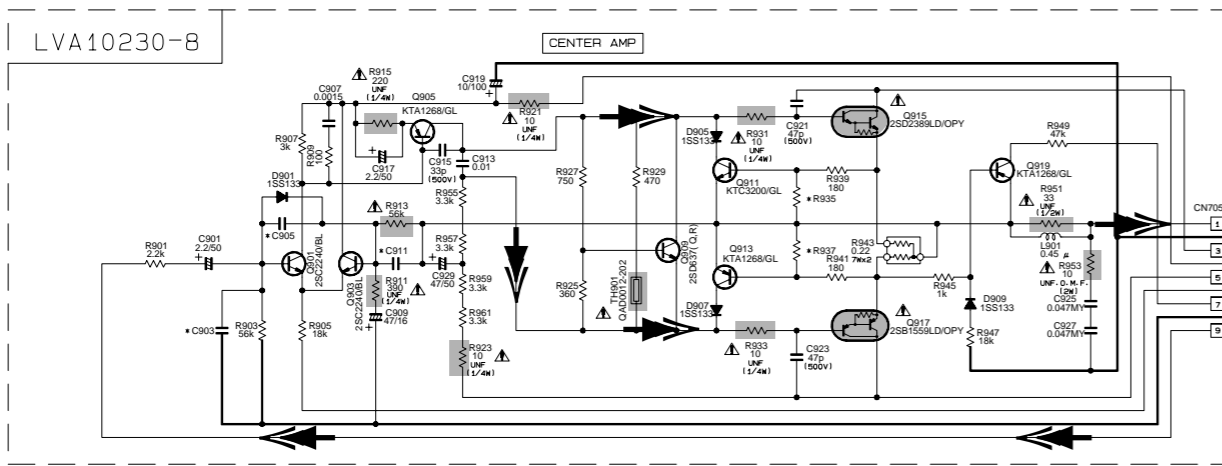 LVA10230-8
CENTER AMP
R915
220
UNF
(1/4W)
C907
0.0015
Q905
KTA1268/GL
C919
10/100
+
R921
10
UNF
(1/4W)
R907
3k
R909
100
+
C917
2.2/50
C915
33p
(500V)
C913
0.01
D901
1SS133
R913
56k
R955
3.3k
*C905
R901
2.2k
C901
2.2/50
+
Q901
2SC2240/BL
Q903
2SC2240/BL
*C911
R911
390
UNF
(1/4W)
+
C929
47/50
R957
3.3k
R959
3.3k
R961
3.3k
C909
47/16
+
*C903
R903
56k
R905
18k
R923
10
UNF
(1/4W)
R927
750
R929
470
R925
360
TH901
QAD0012-202
Q909
2SD637(Q,R)
D905
1SS133
R931
10
UNF
(1/4W)
C921
47p
(500V)
Q915
2SD2389LD/OPY
Q911
KTC3200/GL
R939
180
*R935
Q913
KTA1268/GL
*R937
R941
180
R943
0.22
7Wx2
D907
1SS133
R933
10
UNF
(1/4W)
C923
47p
(500V)
Q917
2SB1559LD/OPY
R945
1k
D909
1SS133
R947
18k
R949
47k
Q919
KTA1268/GL
R951
33
UNF
(1/2W)
L901
0.45 μ
R953
10
UNF.O.M.F.
(2W)
C925
0.047MY
C927
0.047MY
CN705
1
3
5
7
9